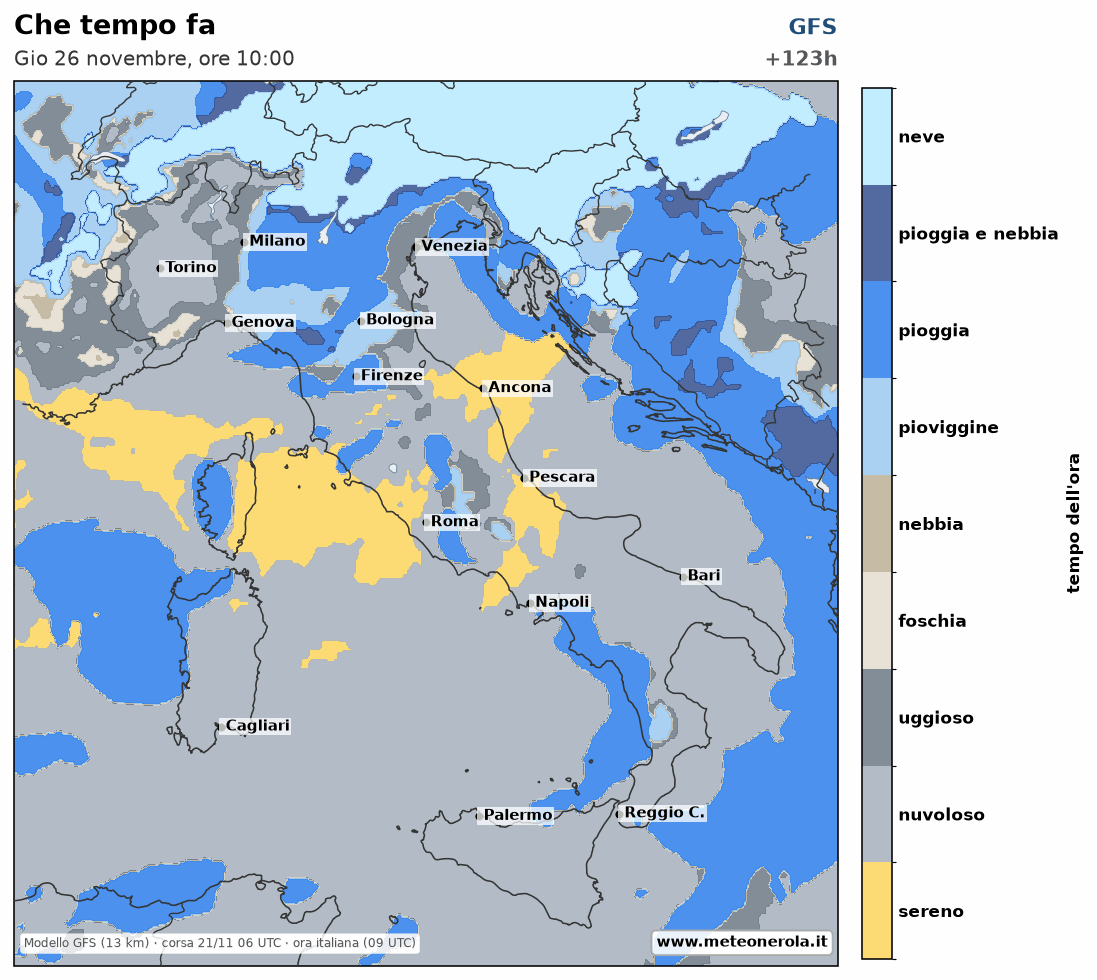 Che tempo fa
GFS
Gio 26 novembre, ore 10:00
+123h
Milano
Venezia
Torino
Genova
Bologna
Firenze
Ancona
Pescara
Roma
Bari
Napoli
Cagliari
Palermo
Reggio C.
neve
pioggia e nebbia
pioggia
pioviggine
nebbia
foschia
uggioso
nuvoloso
sereno
tempo dell'ora
Modello GFS (13 km) · corsa 21/11 06 UTC · ora italiana (09 UTC)
www.meteonerola.it